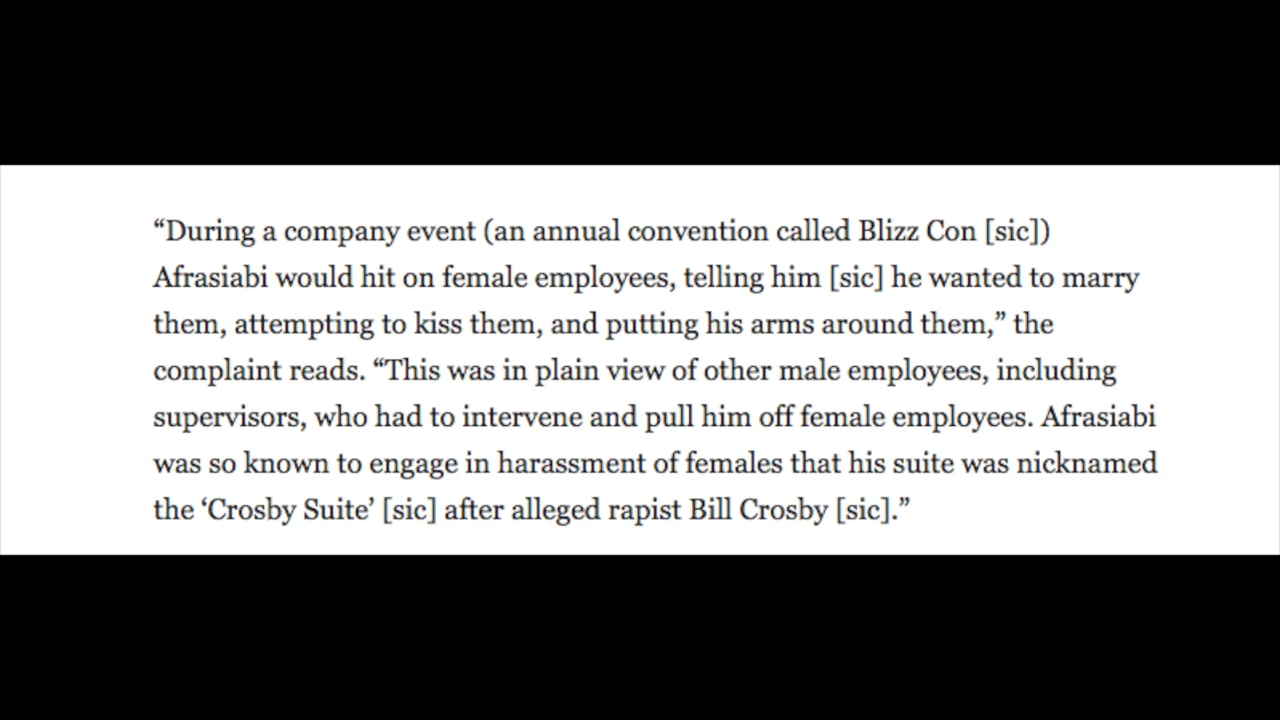 “During a company event (an annual convention called Blizz Con [sic])
Afrasiabi would hit on female employees, telling him [sic] he wanted to marry
them, attempting to kiss them, and putting his arms around them,” the
complaint reads. “This was in plain view of other male employees, including
supervisors, who had to intervene and pull him off female employees. Afrasiabi
was so known to engage in harassment of females that his suite was nicknamed
the ‘Crosby Suite’ [sic] after alleged rapist Bill Crosby [sic].”